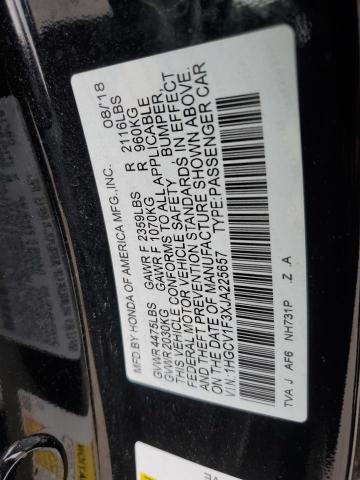 MFD.BY HONDA OF AMERICA MFG.,INC. 08/18
GVWR 4475LBS GAWR F 2359LBS R 2116LBS
GVWR 2030KG GAWR F 1070KG R 960KG
THIS VEHICLE CONFORMS TO ALL APPLICABLE
FEDERAL MOTOR VEHICLE SAFETY BUMPER,
AND THEFT PREVENTION STANDARDS IN EFFECT
ON THE DATE OF MANUFACTURE SHOWN ABOVE.
V.I.N.:1HGCV1F3XJA225657 TYPE:PASSENGER CAR
TVA J AF6 NH731P . Z A